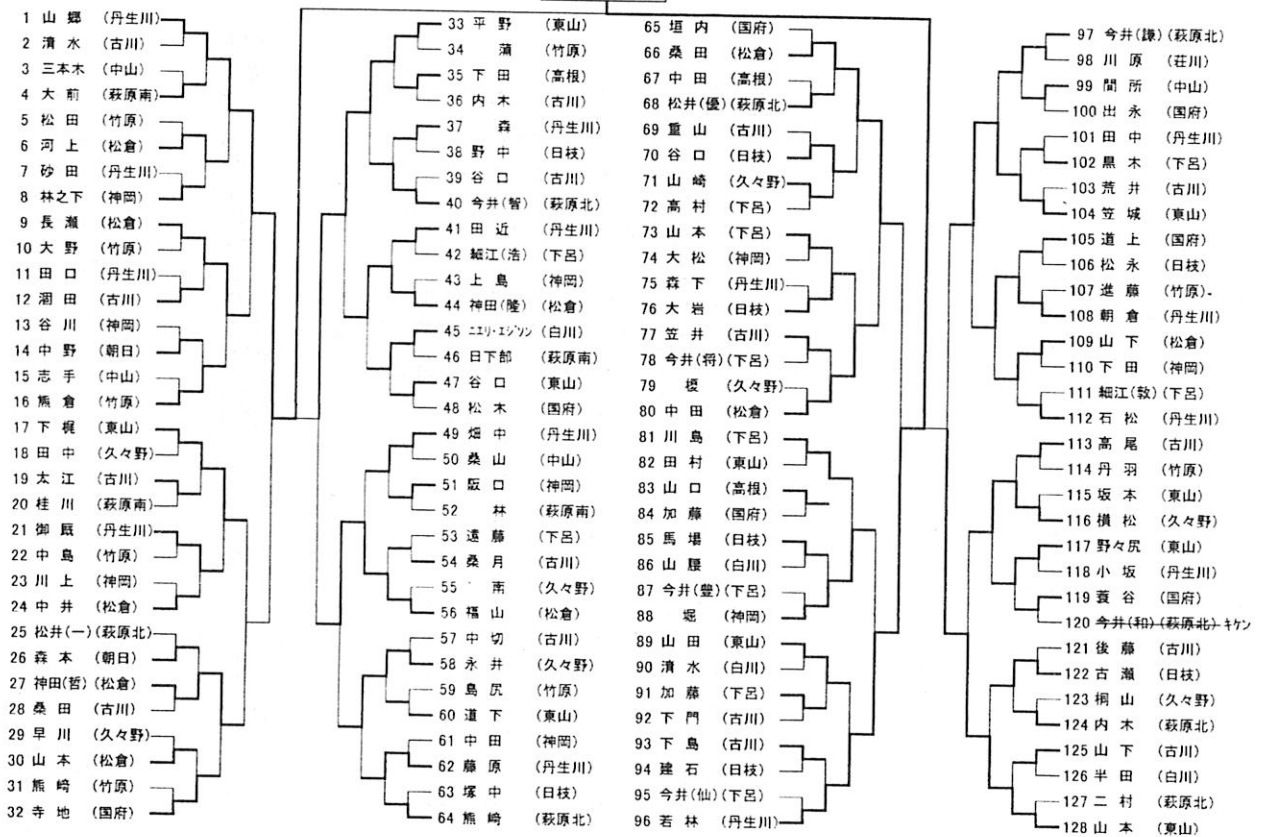 1 山郷 (丹生川)
2 清水 (古川)
3 三本木 (中山)
4 大前 (萩原南)
5 松田 (竹原)
6 河上 (松倉)
7 砂田 (丹生川)
8 林之下 (神岡)
9 長瀬 (松倉)
10 大野 (竹原)
11 田口 (丹生川)
12 洞田 (古川)
13 谷川 (神岡)
14 中野 (朝日)
15 志手 (中山)
16 熊倉 (竹原)
17 下梶 (東山)
18 田中 (久々野)
19 太江 (古川)
20 桂川 (萩原南)
21 御厩 (丹生川)
22 中島 (竹原)
23 川上 (神岡)
24 中井 (松倉)
25 松井(一) (萩原北)
26 森本 (朝日)
27 神田(哲) (松倉)
28 桑田 (古川)
29 早川 (久々野)
30 山本 (松倉)
31 熊崎 (竹原)
32 寺地 (国府)
33 平野 (東山)
34 蒲 (竹原)
35 下田 (高根)
36 内木 (古川)
37 森 (丹生川)
38 野中 (日枝)
39 谷口 (古川)
40 今井(智) (萩原北)
41 田近 (丹生川)
42 細江(浩) (下呂)
43 上島 (神岡)
44 神田(隆) (松倉)
45 ニエリ・エジソン (白川)
46 日下部 (萩原南)
47 谷口 (東山)
48 松木 (国府)
49 畑中 (丹生川)
50 桑山 (中山)
51 阪口 (神岡)
52 林 (萩原南)
53 遠藤 (下呂)
54 桑月 (古川)
55 南 (久々野)
56 福山 (松倉)
57 中切 (古川)
58 永井 (久々野)
59 島尻 (竹原)
60 道下 (東山)
61 中田 (神岡)
62 藤原 (丹生川)
63 塚中 (日枝)
64 熊崎 (萩原北)
65 垣内 (国府)
66 桑田 (松倉)
67 中田 (高根)
68 松井(優) (萩原北)
69 重山 (古川)
70 谷口 (日枝)
71 山崎 (久々野)
72 高村 (下呂)
73 山本 (下呂)
74 大松 (神岡)
75 森下 (丹生川)
76 大岩 (日枝)
77 笠井 (古川)
78 今井(将) (下呂)
79 榎 (久々野)
80 中田 (松倉)
81 川島 (下呂)
82 田村 (東山)
83 山口 (高根)
84 加藤 (国府)
85 馬場 (日枝)
86 山腰 (白川)
87 今井(豊) (下呂)
88 堀 (神岡)
89 山田 (東山)
90 清水 (白川)
91 加藤 (下呂)
92 下門 (古川)
93 下島 (古川)
94 建石 (日枝)
95 今井(仙) (下呂)
96 若林 (丹生川)
97 今井(謙) (萩原北)
98 川原 (荘川)
99 間所 (中山)
100 出永 (国府)
101 田中 (丹生川)
102 黒木 (下呂)
103 荒井 (古川)
104 笠城 (東山)
105 道上 (国府)
106 松永 (日枝)
107 進藤 (竹原)
108 朝倉 (丹生川)
109 山下 (松倉)
110 下田 (神岡)
111 細江(敦) (下呂)
112 石松 (丹生川)
113 高尾 (古川)
114 丹羽 (竹原)
115 坂本 (東山)
116 横松 (久々野)
117 野々尻 (東山)
118 小坂 (丹生川)
119 蓑谷 (国府)
120 今井(和) (萩原北) キケン
121 後藤 (古川)
122 古瀬 (日枝)
123 桐山 (久々野)
124 内木 (萩原北)
125 山下 (古川)
126 半田 (白川)
127 二村 (萩原北)
128 山本 (東山)